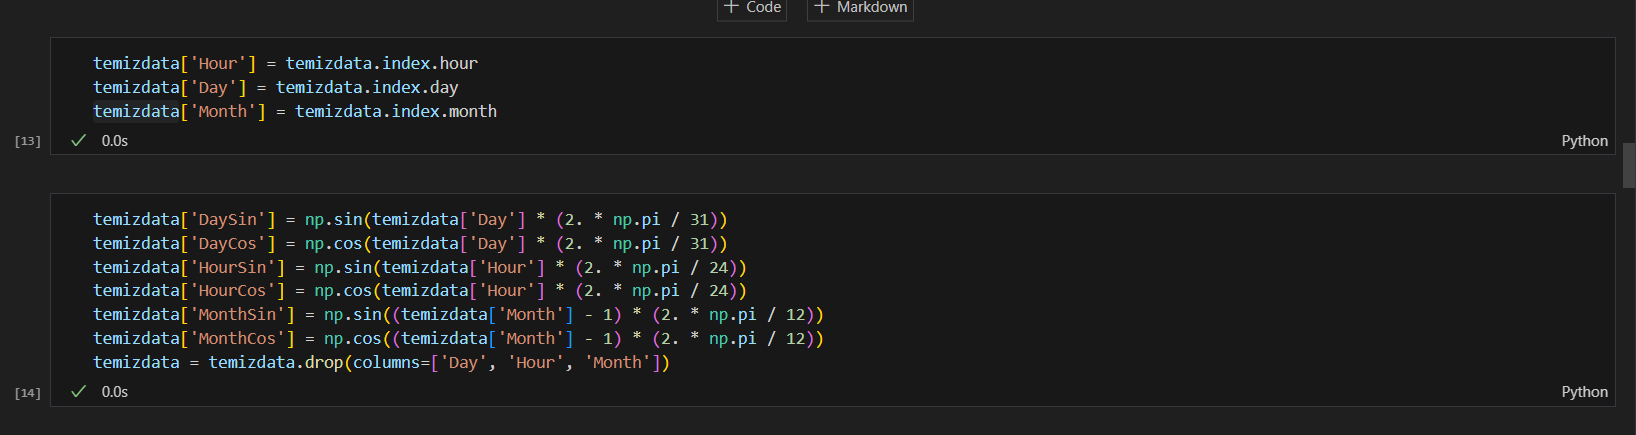 + Code + Markdown
temizdata['Hour'] = temizdata.index.hour
temizdata['Day'] = temizdata.index.day
temizdata['Month'] = temizdata.index.month
[13] ✓ 0.0s Python
temizdata['DaySin'] = np.sin(temizdata['Day'] * (2. * np.pi / 31))
temizdata['DayCos'] = np.cos(temizdata['Day'] * (2. * np.pi / 31))
temizdata['HourSin'] = np.sin(temizdata['Hour'] * (2. * np.pi / 24))
temizdata['HourCos'] = np.cos(temizdata['Hour'] * (2. * np.pi / 24))
temizdata['MonthSin'] = np.sin((temizdata['Month'] - 1) * (2. * np.pi / 12))
temizdata['MonthCos'] = np.cos((temizdata['Month'] - 1) * (2. * np.pi / 12))
temizdata = temizdata.drop(columns=['Day', 'Hour', 'Month'])
[14] ✓ 0.0s Python